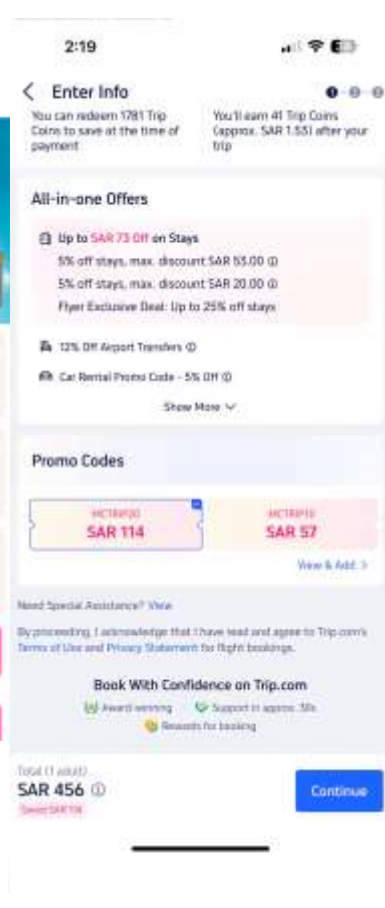 2:19
Enter Info
You can redeem 1781 Trip
Coins to save at the time of
payment
You'll earn 41 Trip Coins
(approx. SAR 1.55) after your
trip
All-in-one Offers
Up to SAR 73 Off on Stays
5% off stays, max. discount SAR 53.00
5% off stays, max. discount SAR 20.00
Flyer Exclusive Deal: Up to 25% off stays
12% Off Airport Transfers
Car Rental Promo Code - 5% Off
Show More
Promo Codes
MCTRIP20
SAR 114
MCTRIP10
SAR 57
View & Add >
Need Special Assistance? View
By proceeding, I acknowledge that I have read and agree to Trip.com's
Terms of Use and Privacy Statement for flight bookings.
Book With Confidence on Trip.com
Award-winning
Support in approx. 30s
Rewards for booking
Total (1 adult)
SAR 456
Saved SAR 114
Continue